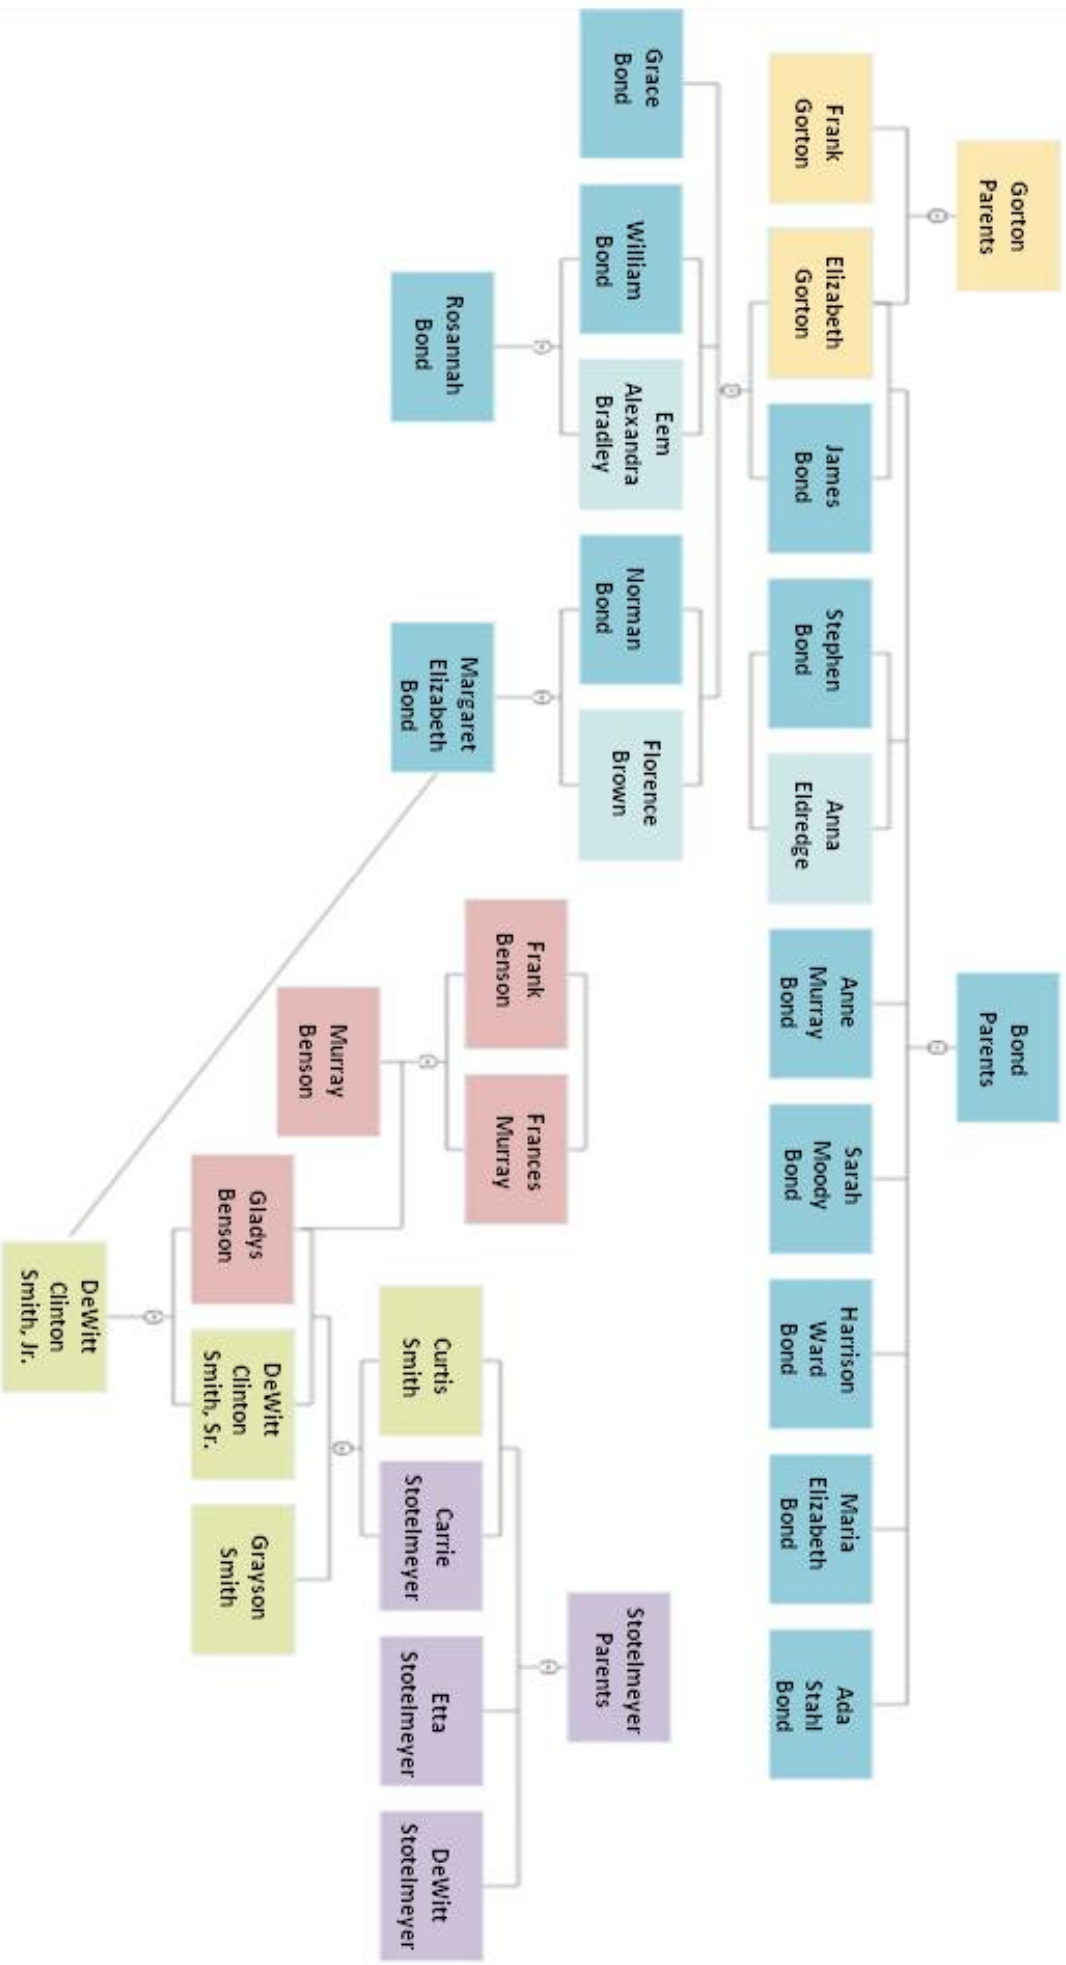 Gorton
Parents
Bond
Parents
Frank
Gorton
Elizabeth
Gorton
James
Bond
Stephen
Bond
Anna
Eldredge
Anne
Murray
Bond
Sarah
Moody
Bond
Harrison
Ward
Bond
Maria
Elizabeth
Bond
Ada
Stahl
Bond
Grace
Bond
William
Bond
Eem
Alexandra
Bradley
Norman
Bond
Florence
Brown
Stotelmeyer
Parents
Rosannah
Bond
Margaret
Elizabeth
Bond
Frank
Benson
Frances
Murray
Curtis
Smith
Carrie
Stotelmeyer
Etta
Stotelmeyer
DeWitt
Stotelmeyer
Murray
Benson
Gladys
Benson
DeWitt
Clinton
Smith, Sr.
Grayson
Smith
DeWitt
Clinton
Smith, Jr.